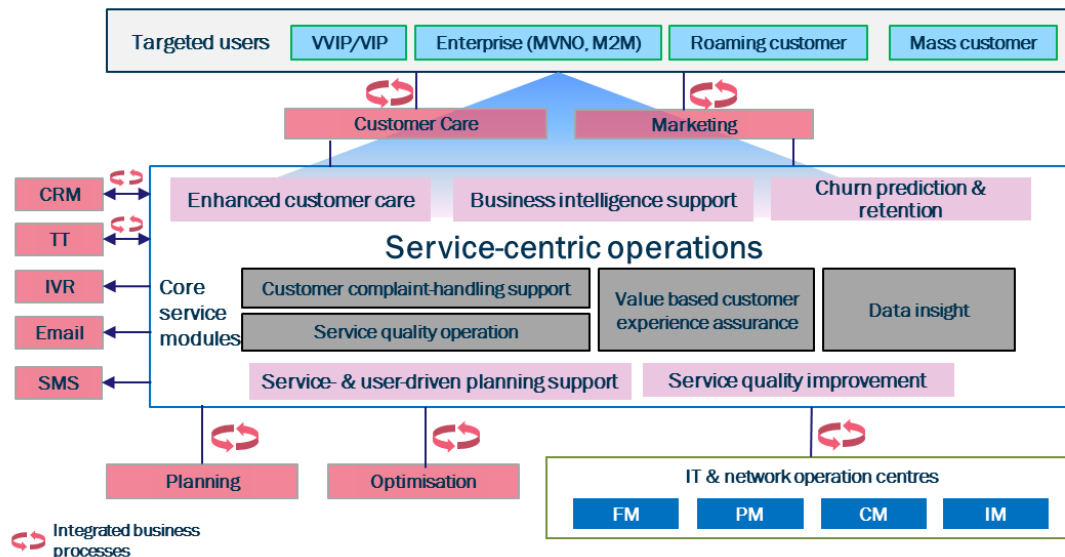 Targeted users
VVIP/VIP
Enterprise (MVNO, M2M)
Roaming customer
Mass customer
Customer Care
Marketing
CRM
TT
IVR
Email
SMS
Enhanced customer care
Business intelligence support
Churn prediction &
retention
Service-centric operations
Core
service
modules
Customer complaint-handling support
Service quality operation
Value based customer
experience assurance
Data insight
Service- & user-driven planning support
Service quality improvement
Planning
Optimisation
IT & network operation centres
FM
PM
CM
IM
Integrated business
processes